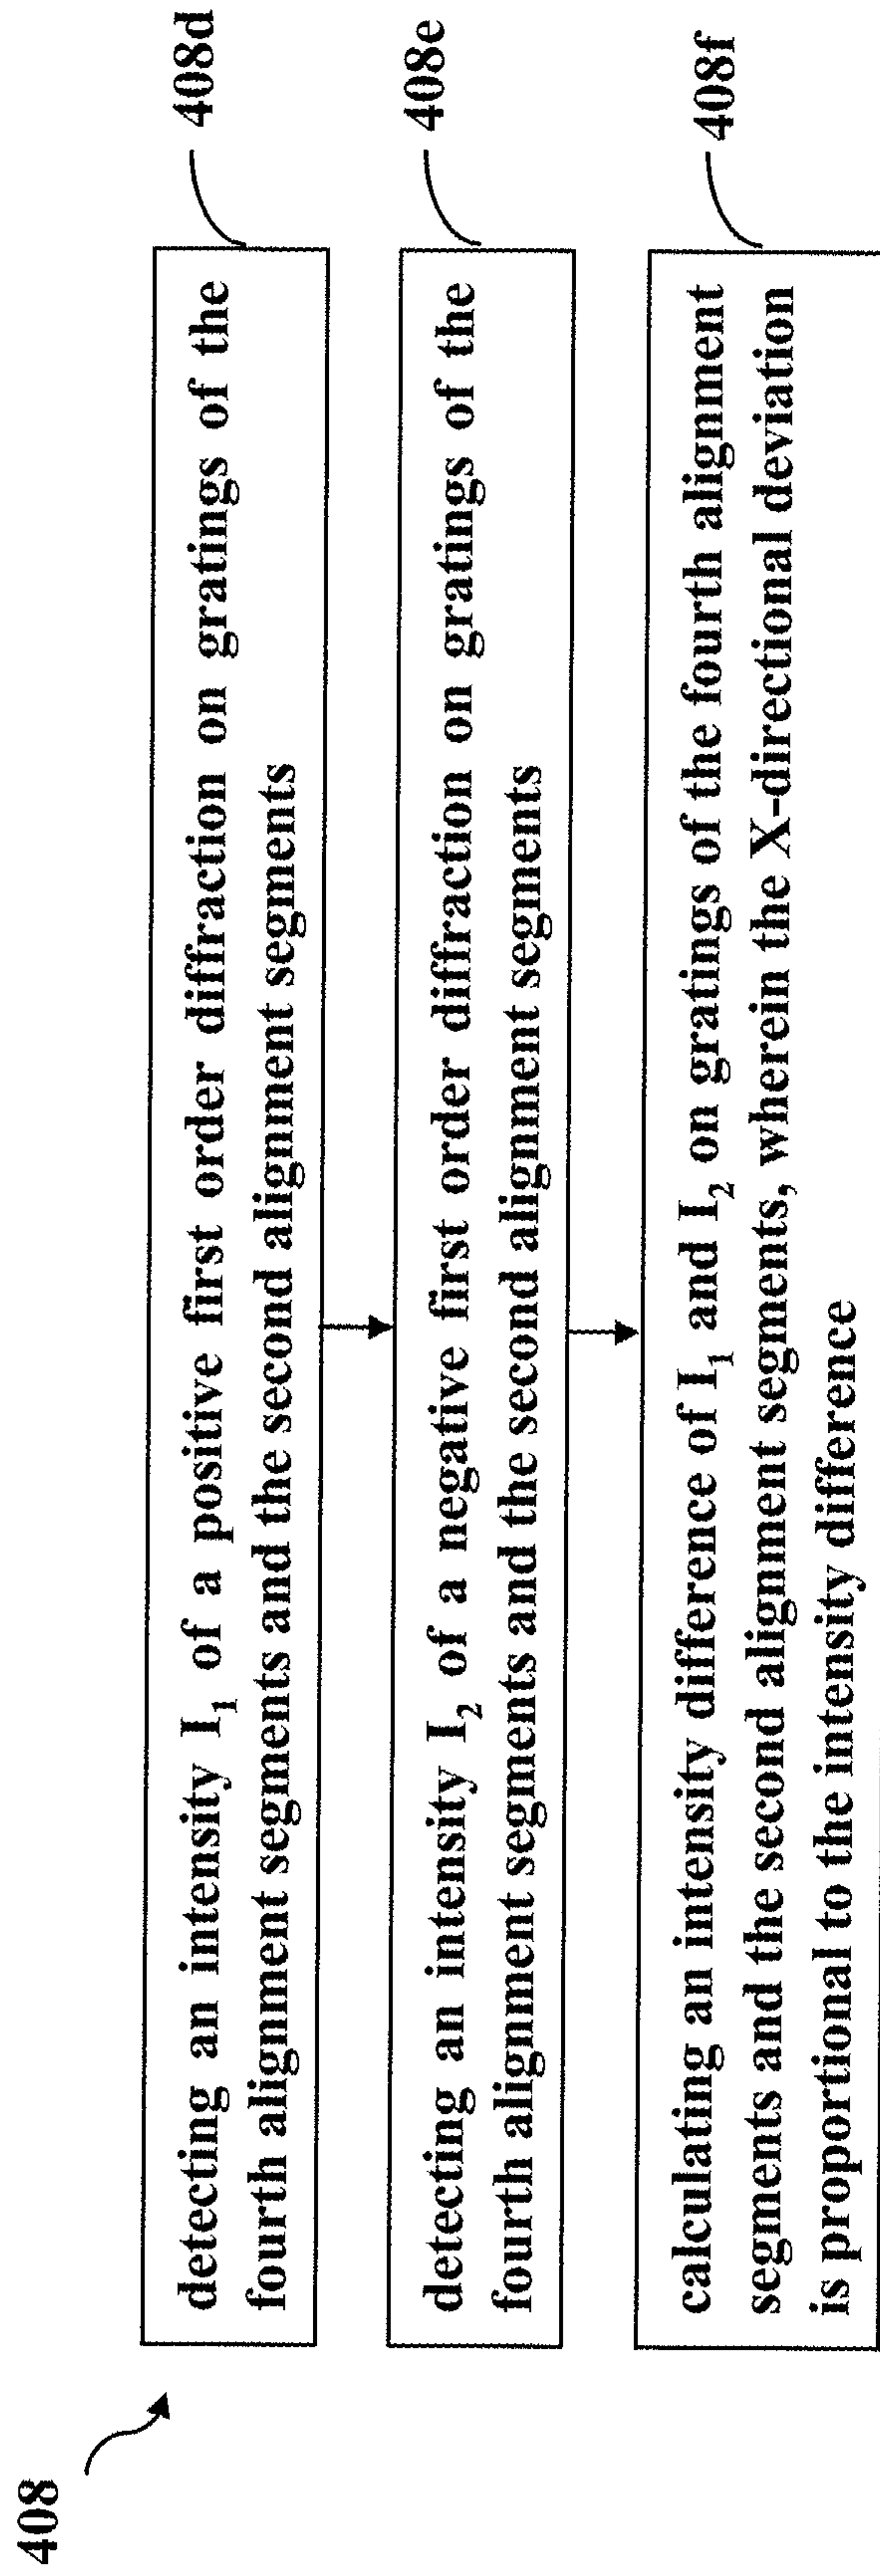 408
detecting an intensity I₁ of a positive first order diffraction on gratings of the
fourth alignment segments and the second alignment segments
408d
detecting an intensity I₂ of a negative first order diffraction on gratings of the
fourth alignment segments and the second alignment segments
408e
calculating an intensity difference of I₁ and I₂ on gratings of the fourth alignment
segments and the second alignment segments, wherein the X-directional deviation
is proportional to the intensity difference
408f